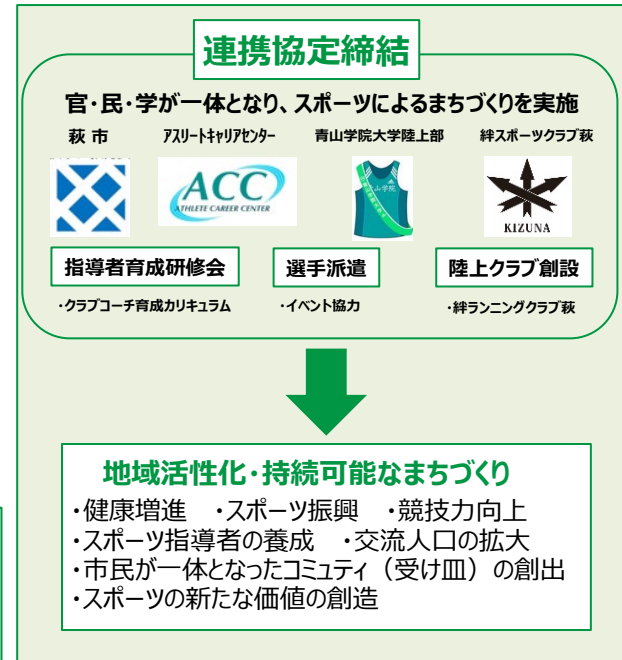 連携協定締結
官・民・学が一体となり、スポーツによるまちづくりを実施
萩市 アスリートキャリアセンター 青山学院大学陸上部 絆スポーツクラブ萩
ACC
ATHLETE CAREER CENTER
山学院
KIZUNA
指導者育成研修会 選手派遣 陸上クラブ創設
・クラブコーチ育成カリキュラム ・イベント協力 ・絆ランニングクラブ萩
地域活性化・持続可能なまちづくり
・健康増進 ・スポーツ振興 ・競技力向上
・スポーツ指導者の養成 ・交流人口の拡大
・市民が一体となったコミュティ（受け皿）の創出
・スポーツの新たな価値の創造